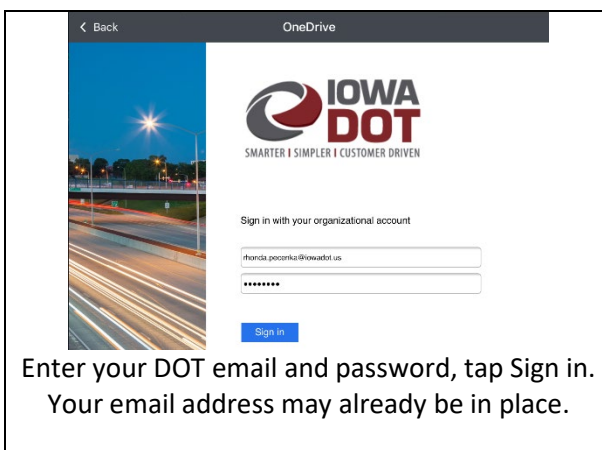 Back
OneDrive
IOWA
DOT
SMARTER I SIMPLER I CUSTOMER DRIVEN
Sign in with your organizational account
rhonda.pecenka@iowadot.us
••••••••
Sign in
Enter your DOT email and password, tap Sign in.
Your email address may already be in place.